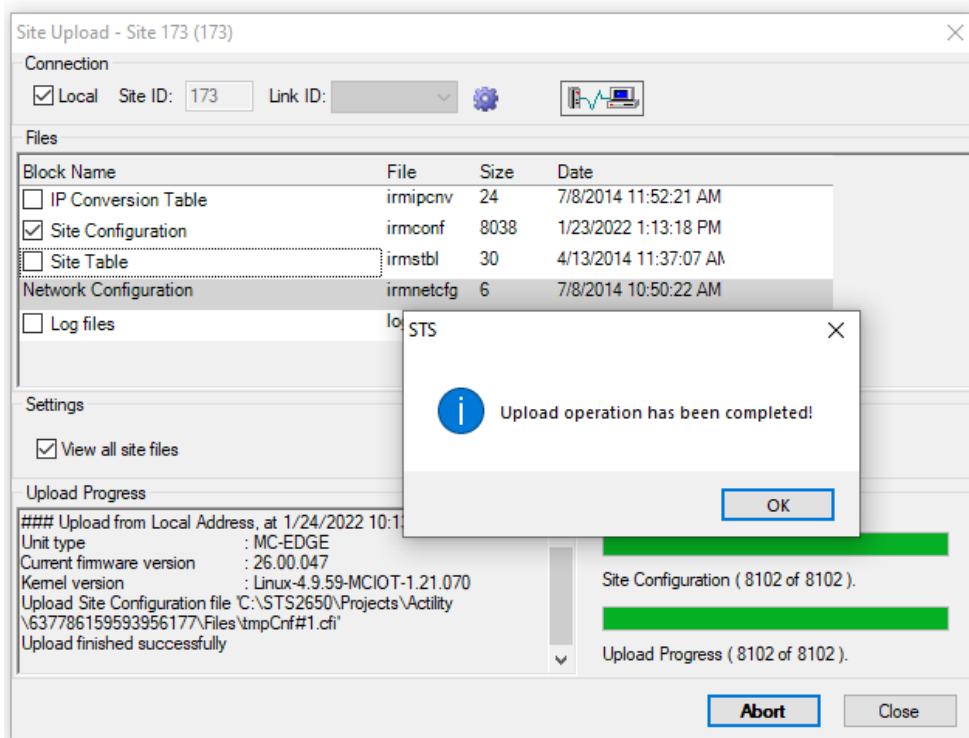 Site Upload - Site 173 (173)
Connection
Local Site ID: 173 Link ID:
Files
Block Name File Size Date
IP Conversion Table irmipcnv 24 7/8/2014 11:52:21 AM
Site Configuration irmconf 8038 1/23/2022 1:13:18 PM
Site Table irmstbl 30 4/13/2014 11:37:07
Network Configuration irmnetcfg 6 7/8/2014 10:50:22 AM
Log files
STS
Upload operation has been completed!
OK
Settings
View all site files
Upload Progress
### Upload from Local Address, at 1/24/2022
Unit type : MC-EDGE
Current firmware version : 26.00.047
Kernel version : Linux-4.9.59-MCIOT-1.21.070
Upload Site Configuration file 'C:\STS2650\Projects\Actility
\637786159593956177\Files\tmpCnf#1.cfi'
Upload finished successfully
Site Configuration ( 8102 of 8102 ).
Upload Progress ( 8102 of 8102 ).
Abort Close